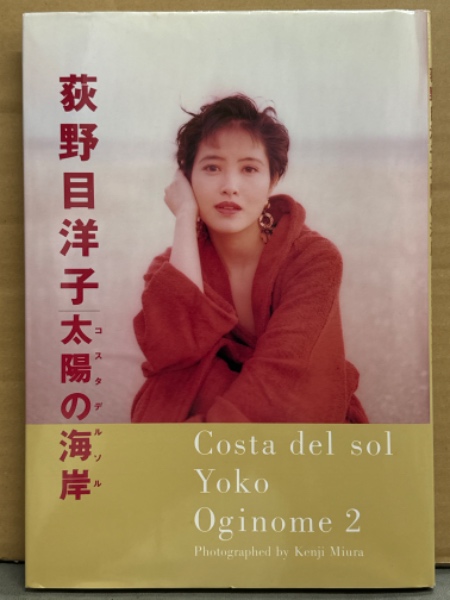 荻野目洋子
太陽の海岸
コスタデルソル
Costa del sol
Yoko
Oginome 2
Photographed by Kenji Miura